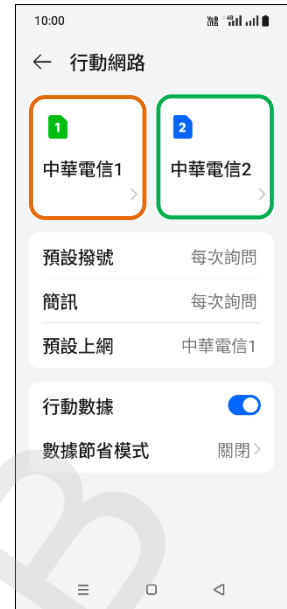 10:00
← 行動網路
1
2
中華電信1
中華電信2
預設撥號 每次詢問
簡訊 每次詢問
預設上網 中華電信1
行動數據
數據節省模式 關閉
B